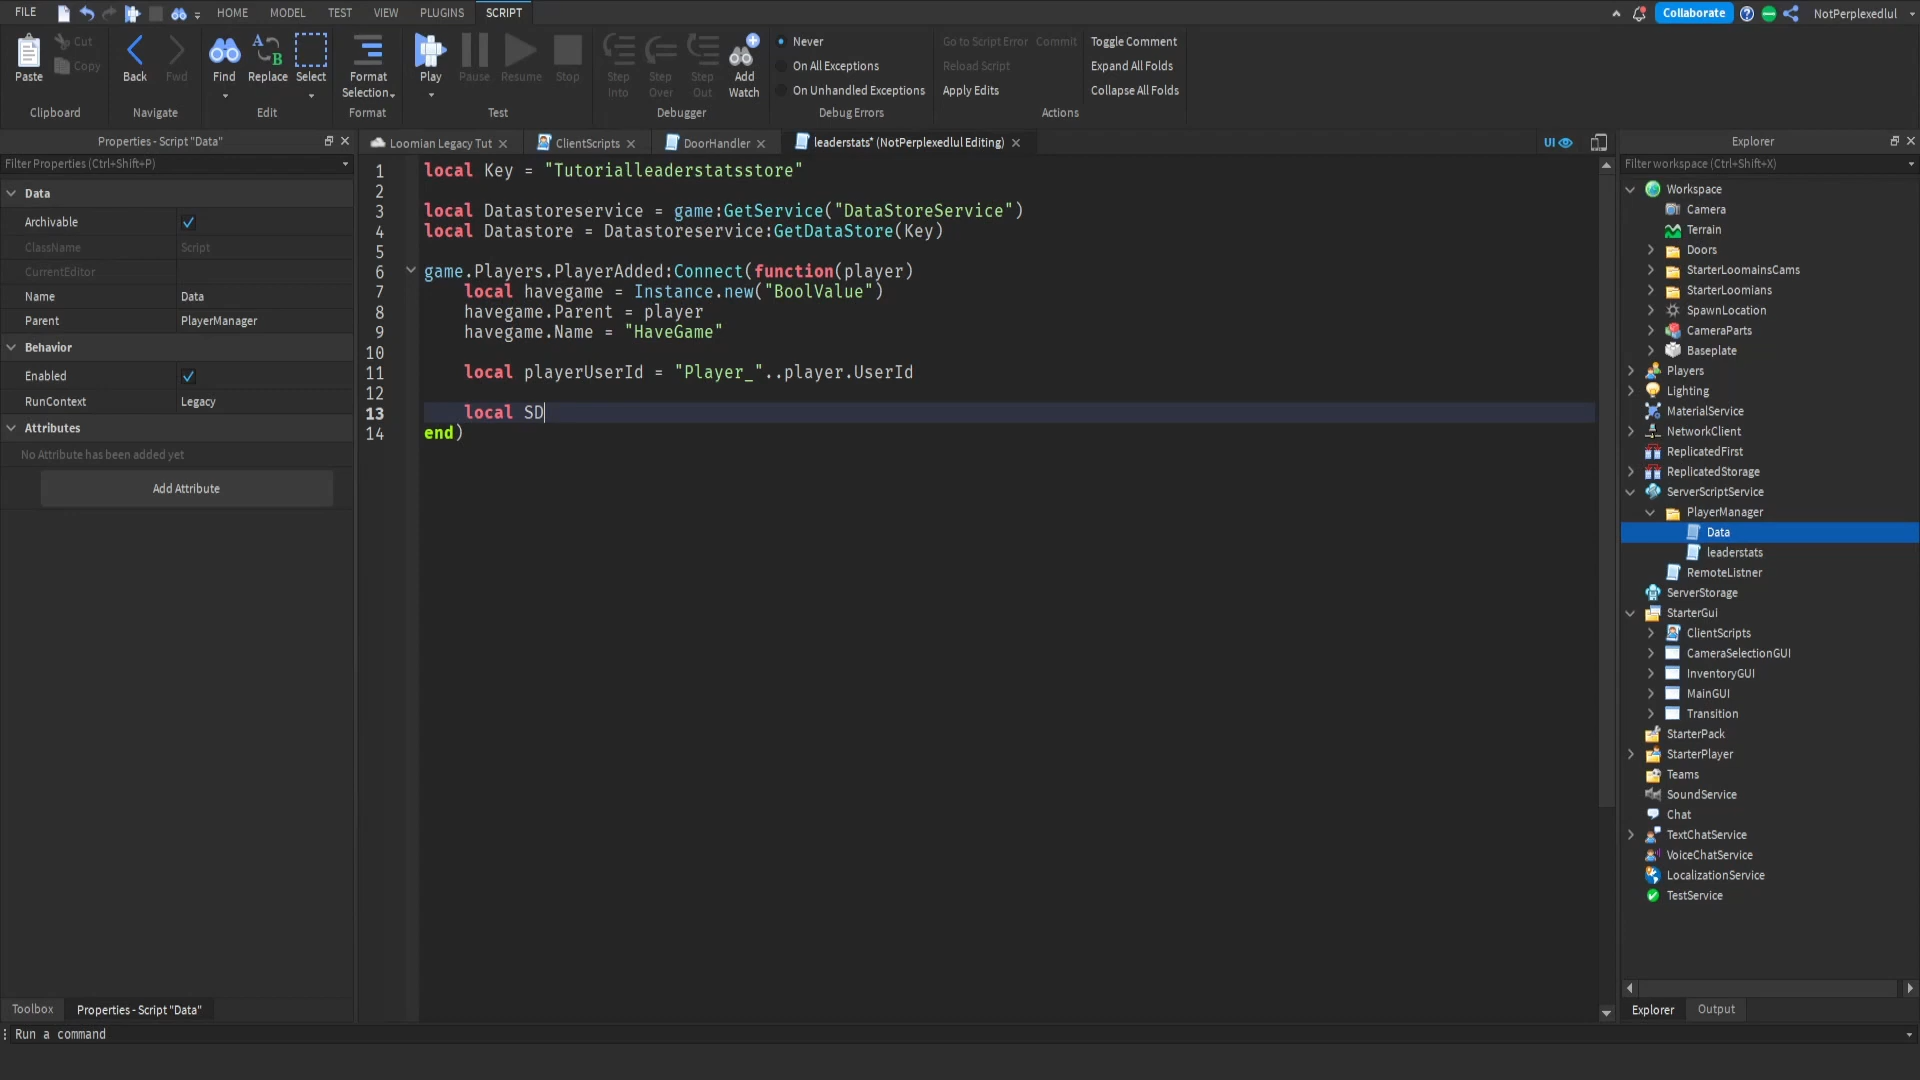 FILE HOME MODEL TEST VIEW PLUGINS SCRIPT Collaborate NotPerplexedlul
Paste Cut Copy Back Fwd Find Replace Select Format Selection Play Pause Resume Stop Step Into Step Over Step Out Add Watch
Never Go to Script Error Commit Toggle Comment
On All Exceptions Reload Script Expand All Folds
On Unhandled Exceptions Apply Edits Collapse All Folds
Clipboard Navigate Edit Format Test Debugger Debug Errors Actions
Properties - Script "Data"
Filter Properties (Ctrl+Shift+P)
Data
Archivable
ClassName Script
CurrentEditor
Name Data
Parent PlayerManager
Behavior
Enabled
RunContext Legacy
Attributes
No Attribute has been added yet
Add Attribute
Toolbox Properties - Script "Data"
Loomian Legacy Tut ClientScripts DoorHandler leaderstats* (NotPerplexedlul Editing) UI
1 local Key = "Tutorialleaderstatsstore"
2
3 local Datastoreservice = game:GetService("DataStoreService")
4 local Datastore = Datastoreservice:GetDataStore(Key)
5
6 game.Players.PlayerAdded:Connect(function(player)
7 local havegame = Instance.new("BoolValue")
8 havegame.Parent = player
9 havegame.Name = "HaveGame"
10
11 local playerUserId = "Player_"..player.UserId
12
13 local SD
14 end)
Explorer
Filter workspace (Ctrl+Shift+X)
Workspace
Camera
Terrain
Doors
StarterLoomainsCams
StarterLoomians
SpawnLocation
CameraParts
Baseplate
Players
Lighting
MaterialService
NetworkClient
ReplicatedFirst
ReplicatedStorage
ServerScriptService
PlayerManager
Data
leaderstats
RemoteListner
ServerStorage
StarterGui
ClientScripts
CameraSelectionGUI
InventoryGUI
MainGUI
Transition
StarterPack
StarterPlayer
Teams
SoundService
Chat
TextChatService
VoiceChatService
LocalizationService
TestService
Explorer Output
Run a command